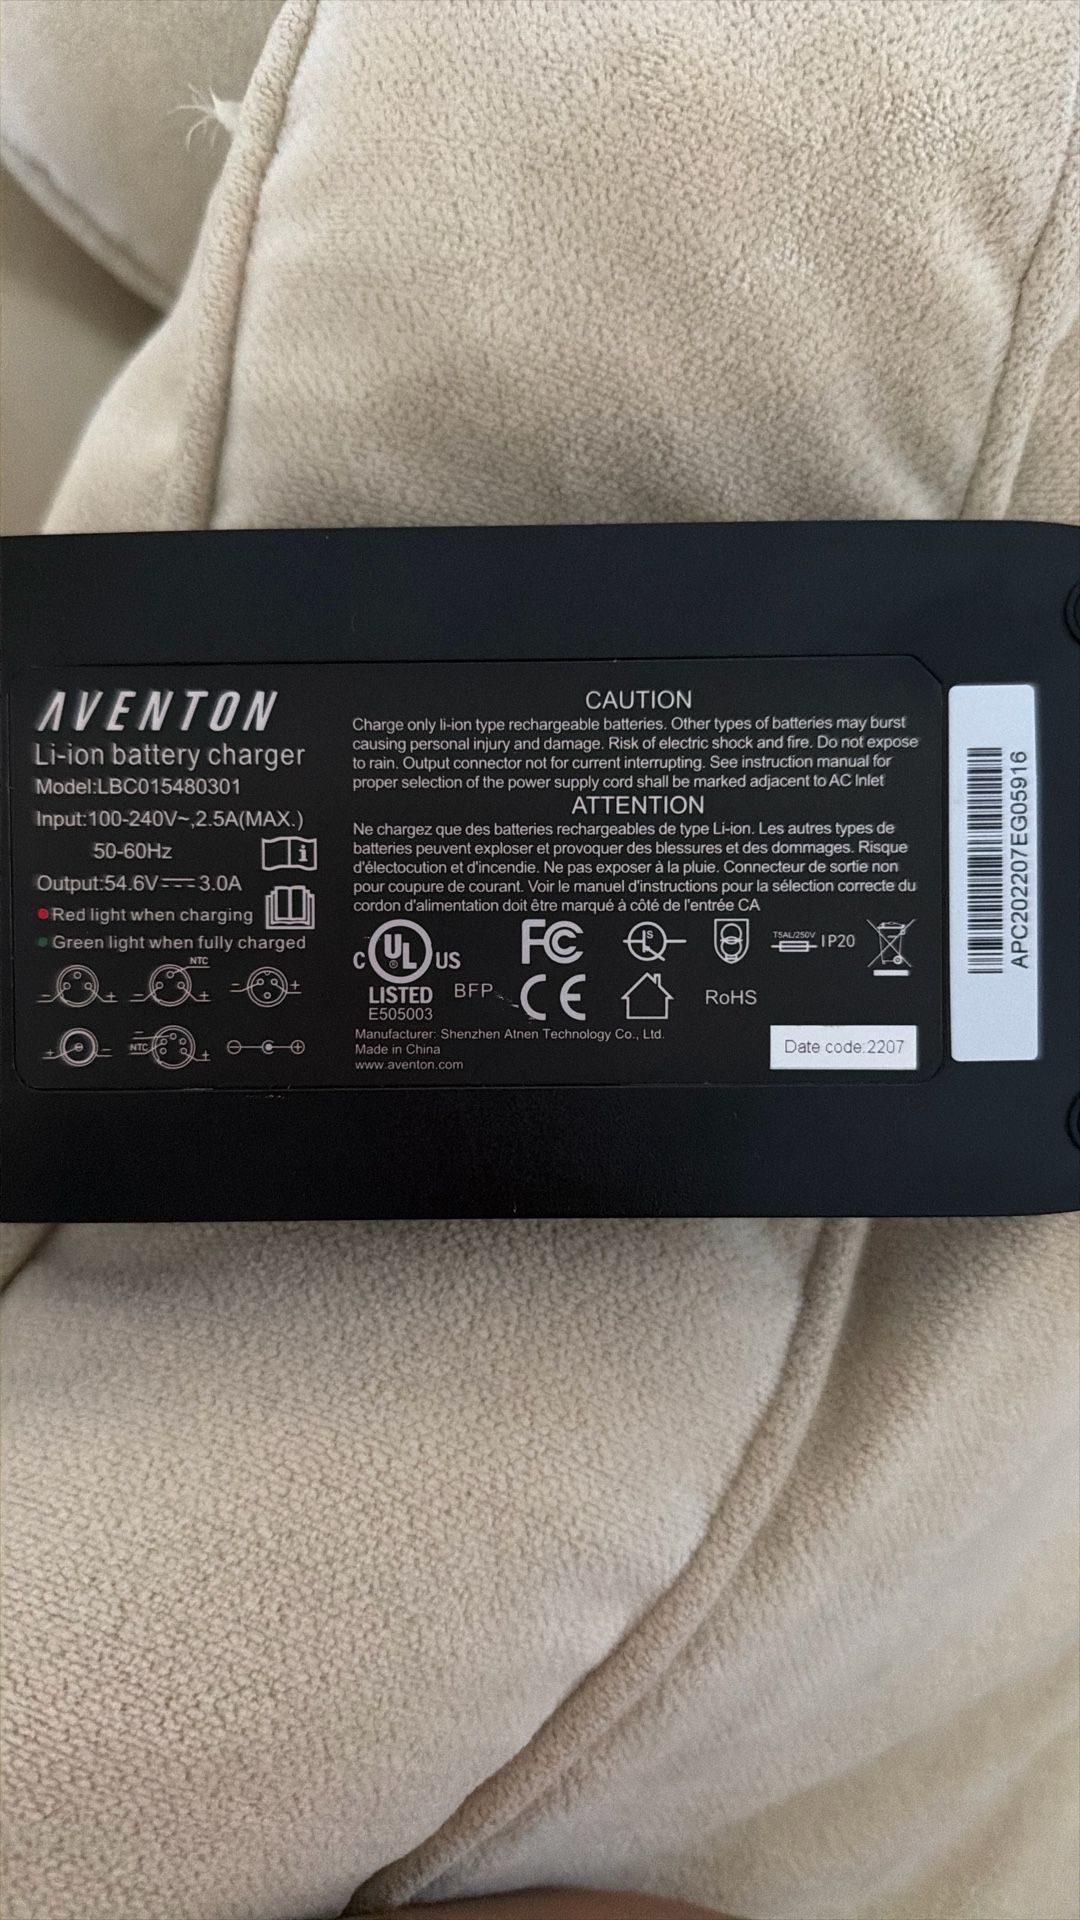 AVENTON
Li-ion battery charger
Model:LBC015480301
Input:100-240V~,2.5A(MAX.)
50-60Hz
Output:54.6V⎓3.0A
Red light when charging
Green light when fully charged
NTC
NTC
CAUTION
Charge only li-ion type rechargeable batteries. Other types of batteries may burst
causing personal injury and damage. Risk of electric shock and fire. Do not expose
to rain. Output connector not for current interrupting. See instruction manual for
proper selection of the power supply cord shall be marked adjacent to AC Inlet
ATTENTION
Ne chargez que des batteries rechargeables de type Li-ion. Les autres types de
batteries peuvent exploser et provoquer des blessures et des dommages. Risque
d'électocution et d'incendie. Ne pas exposer à la pluie. Connecteur de sortie non
pour coupure de courant. Voir le manuel d'instructions pour la sélection correcte du
cordon d'alimentation doit être marqué à côté de l'entrée CA
C UL ® US
LISTED
E505003
BFP
FC
CE
S
T5AL/250V
IP20
RoHS
Manufacturer: Shenzhen Atnen Technology Co., Ltd.
Made in China
www.aventon.com
Date code:2207
APC202207EG05916